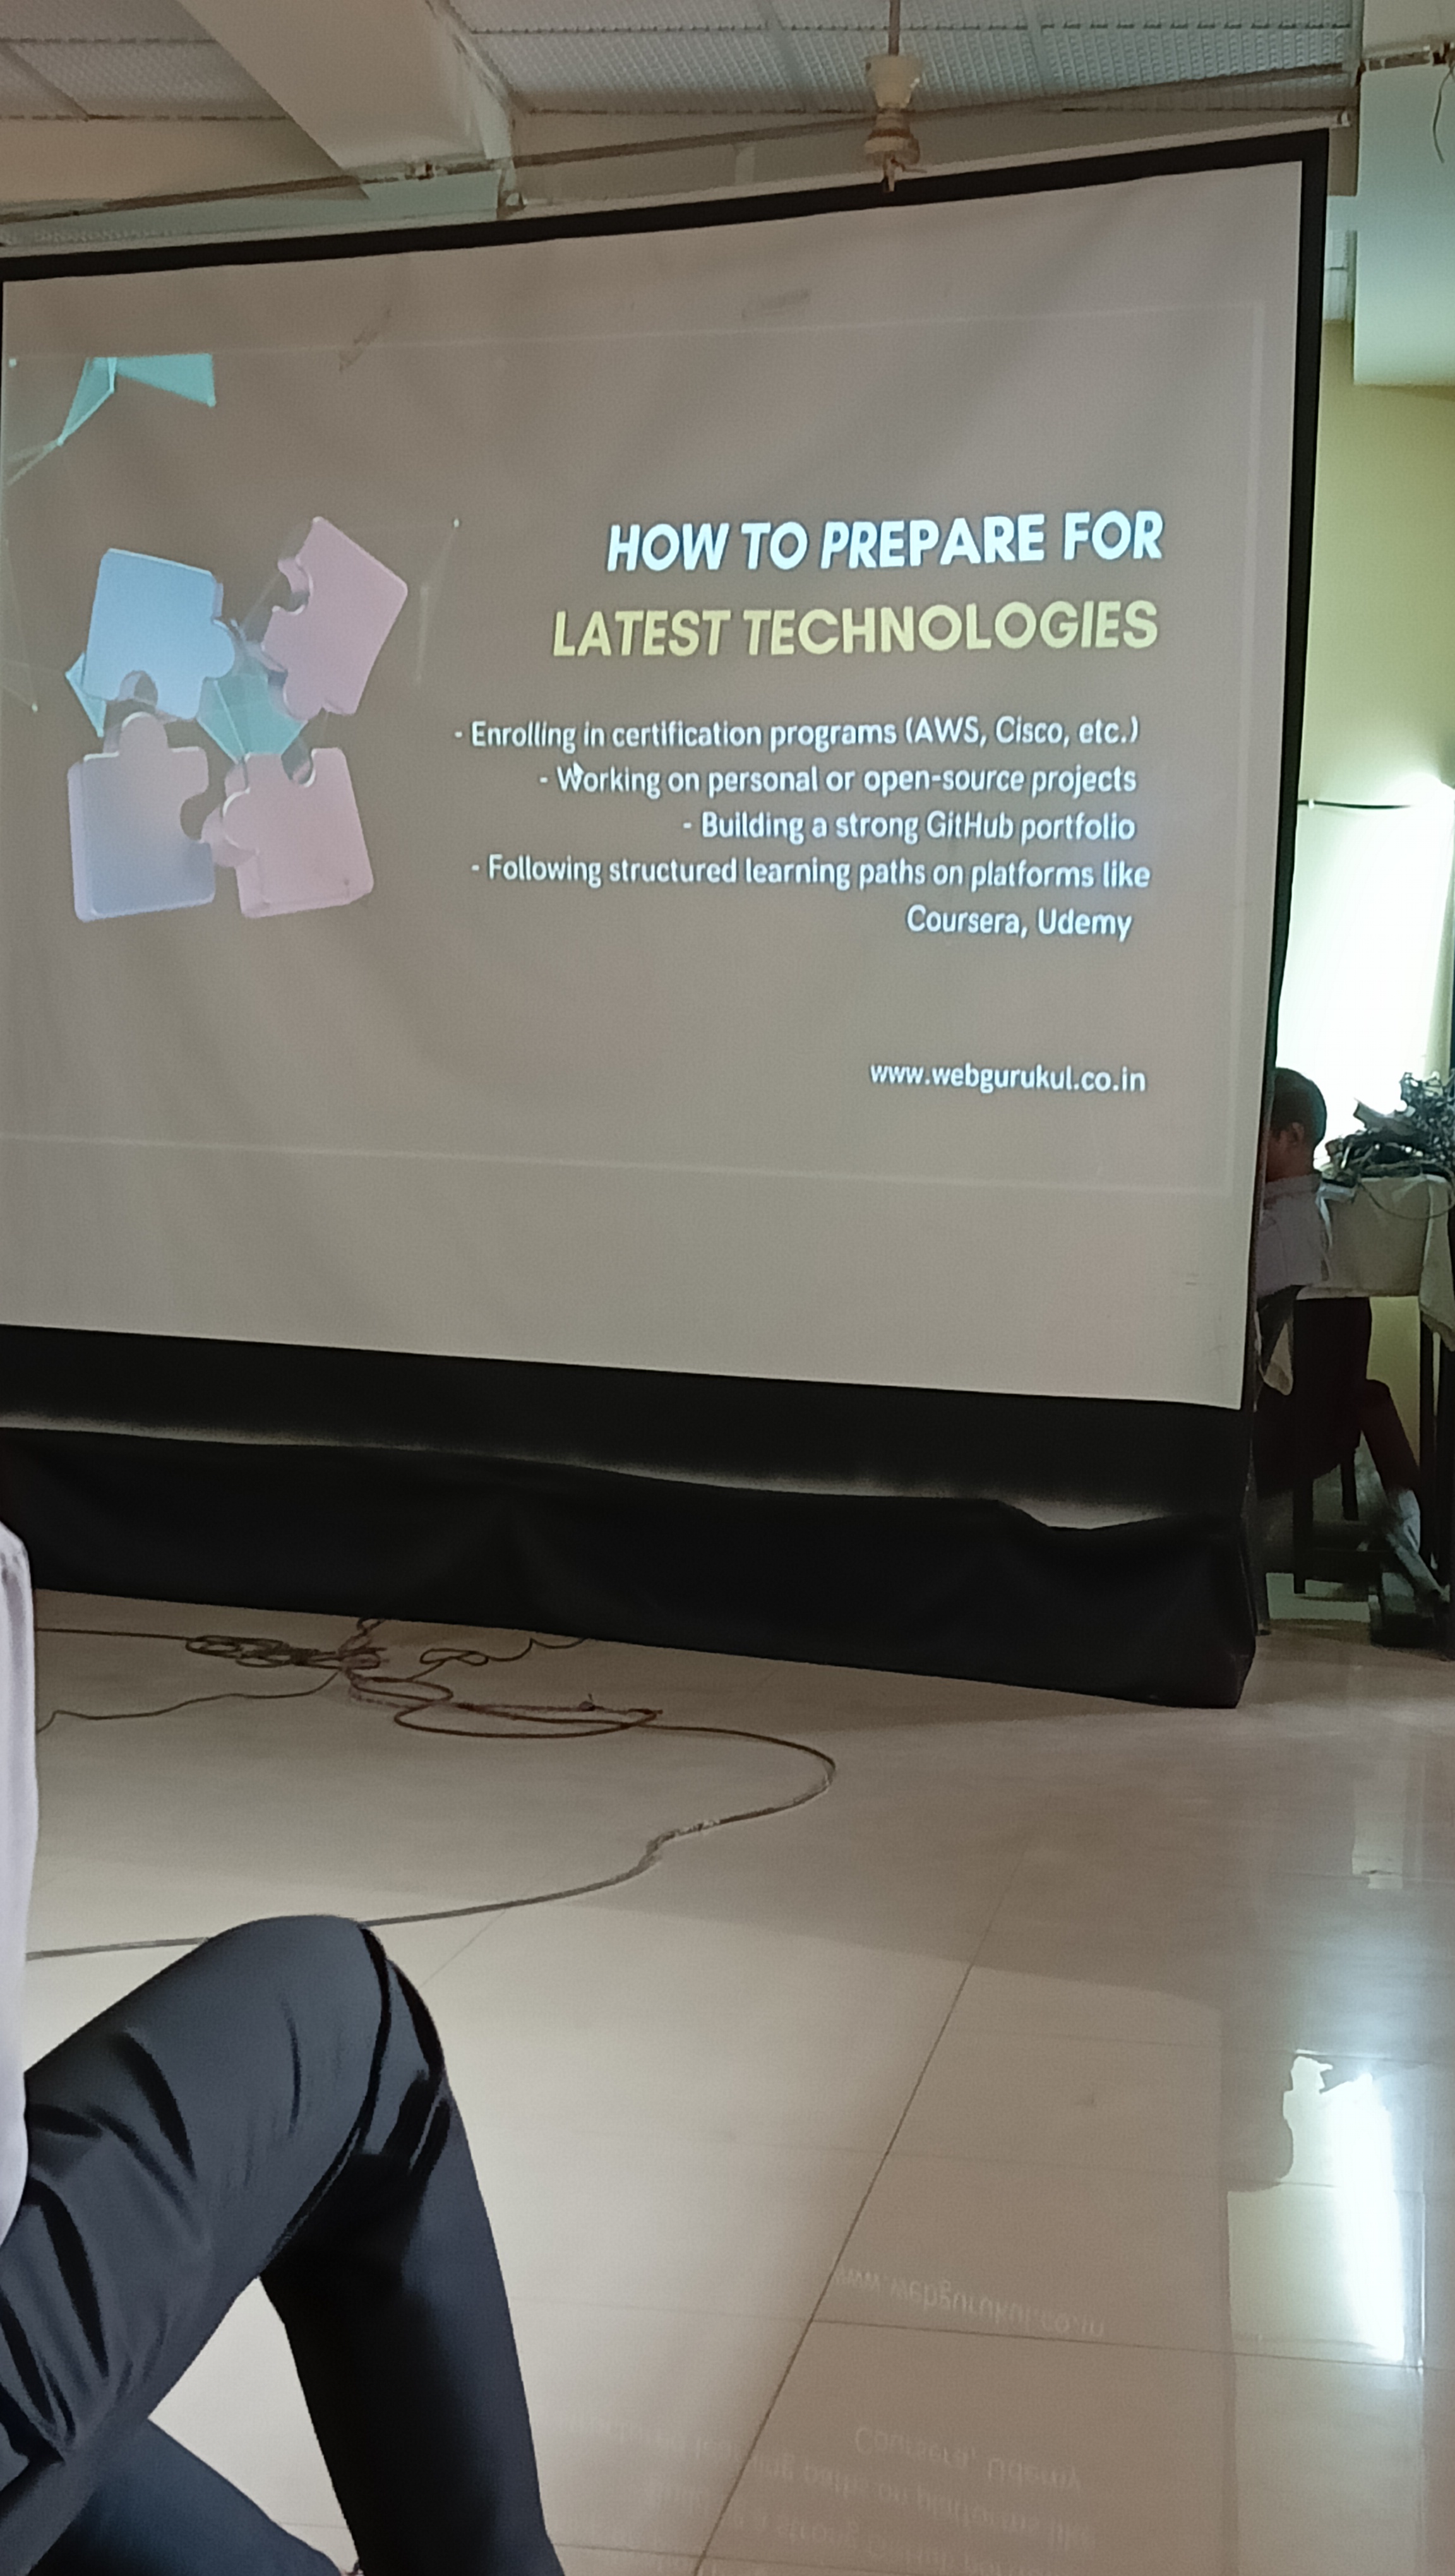 HOW TO PREPARE FOR
LATEST TECHNOLOGIES
- Enrolling in certification programs (AWS, Cisco, etc.)
- Working on personal or open-source projects
- Building a strong GitHub portfolio
- Following structured learning paths on platforms like
Coursera, Udemy
www.webgurukul.co.in